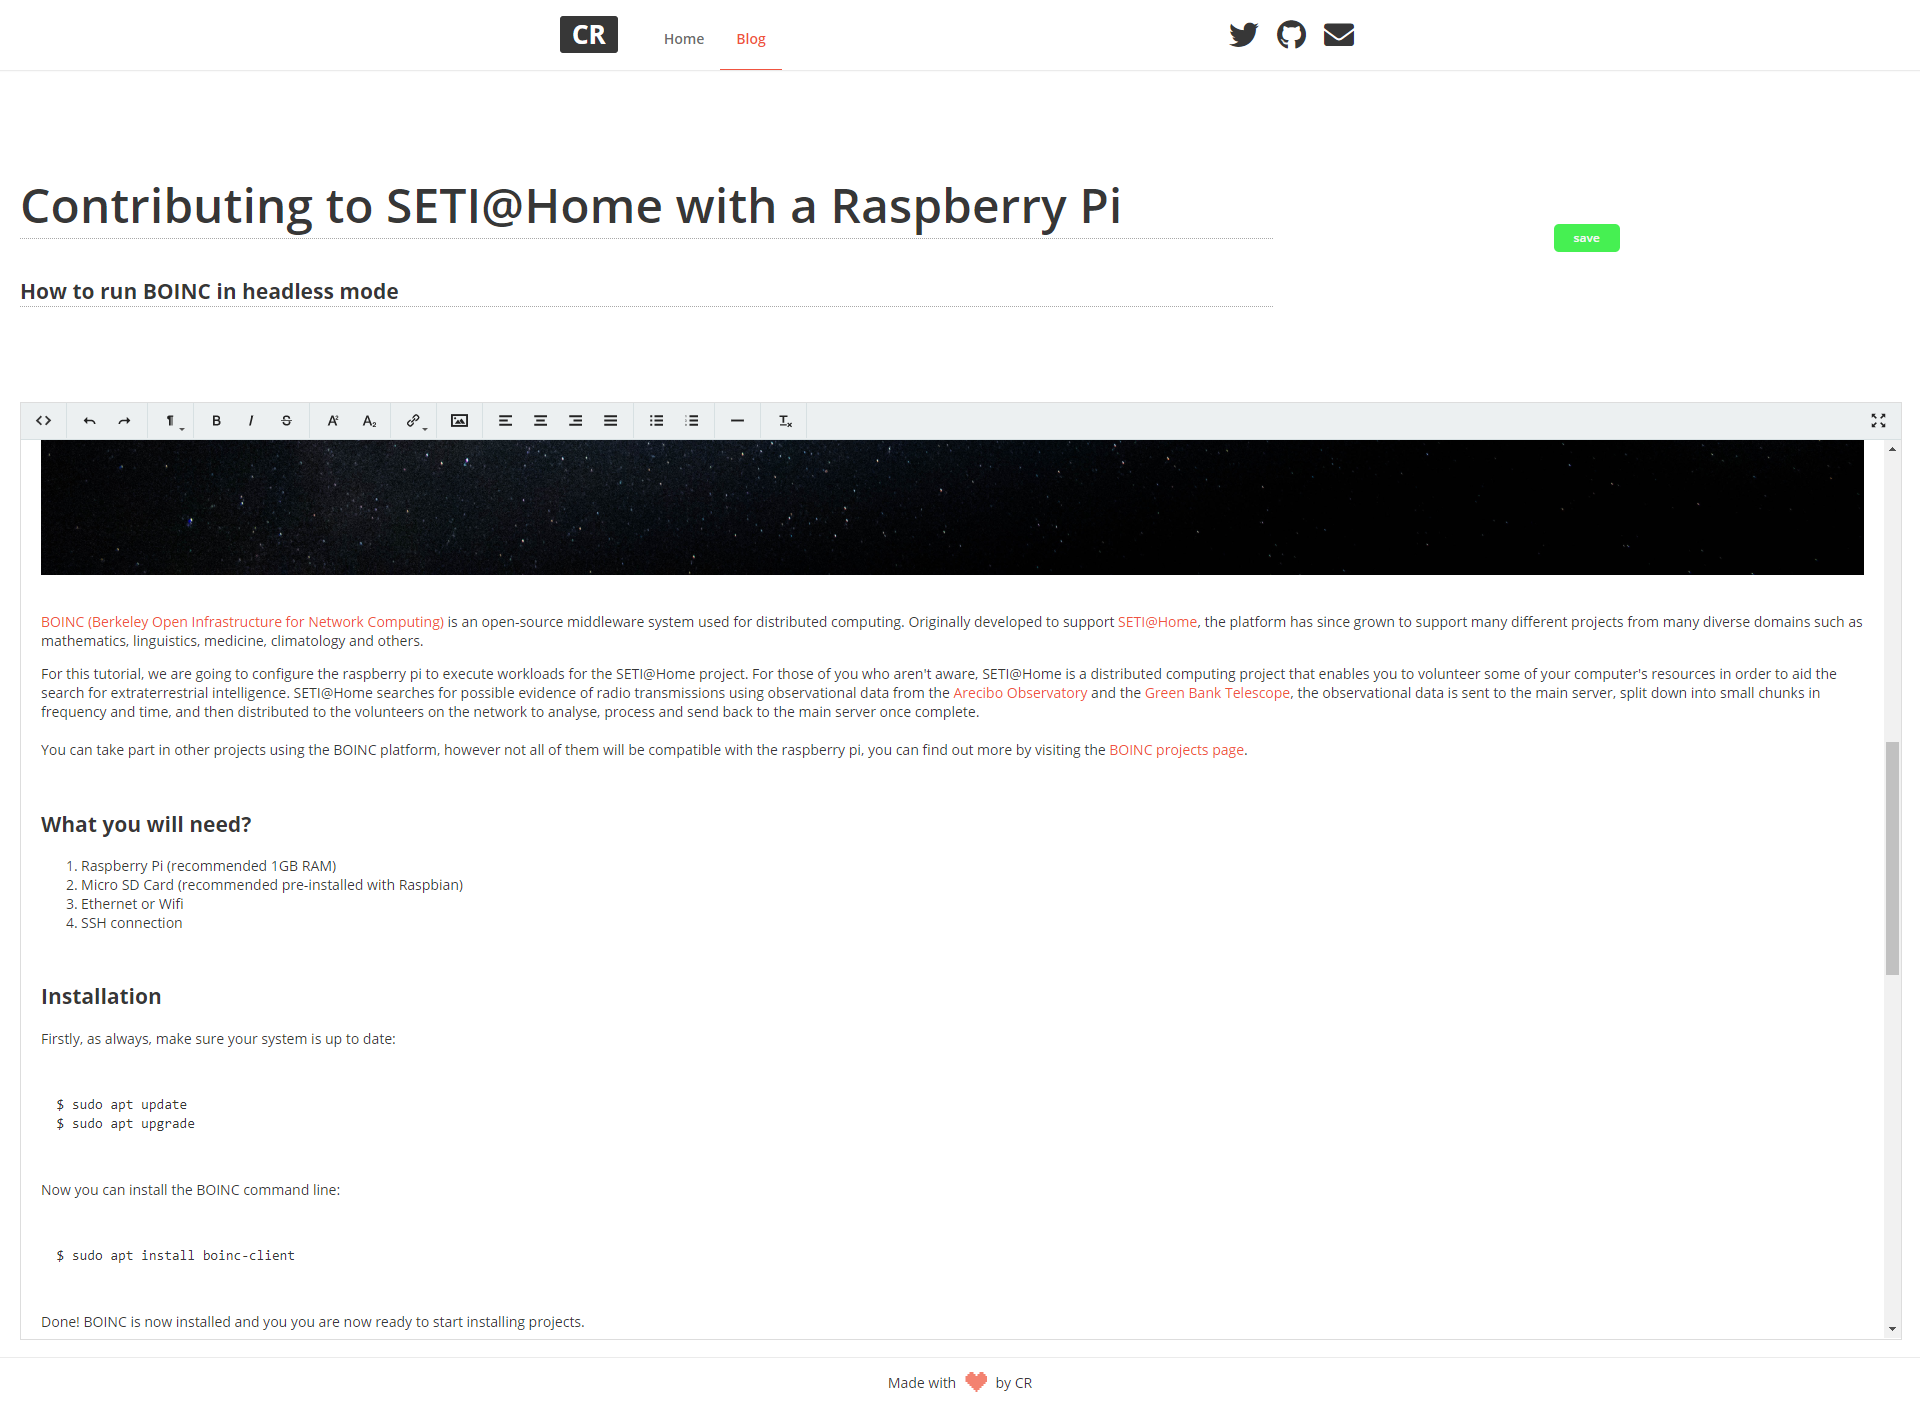 CR Home Blog
Contributing to SETI@Home with a Raspberry Pi
save
How to run BOINC in headless mode
BOINC (Berkeley Open Infrastructure for Network Computing) is an open-source middleware system used for distributed computing. Originally developed to support SETI@Home, the platform has since grown to support many different projects from many diverse domains such as
mathematics, linguistics, medicine, climatology and others.
For this tutorial, we are going to configure the raspberry pi to execute workloads for the SETI@Home project. For those of you who aren't aware, SETI@Home is a distributed computing project that enables you to volunteer some of your computer's resources in order to aid the
search for extraterrestrial intelligence. SETI@Home searches for possible evidence of radio transmissions using observational data from the Arecibo Observatory and the Green Bank Telescope, the observational data is sent to the main server, split down into small chunks in
frequency and time, and then distributed to the volunteers on the network to analyse, process and send back to the main server once complete.
You can take part in other projects using the BOINC platform, however not all of them will be compatible with the raspberry pi, you can find out more by visiting the BOINC projects page.
What you will need?
1. Raspberry Pi (recommended 1GB RAM)
2. Micro SD Card (recommended pre-installed with Raspbian)
3. Ethernet or Wifi
4. SSH connection
Installation
Firstly, as always, make sure your system is up to date:
$ sudo apt update
$ sudo apt upgrade
Now you can install the BOINC command line:
$ sudo apt install boinc-client
Done! BOINC is now installed and you you are now ready to start installing projects.
Made with by CR